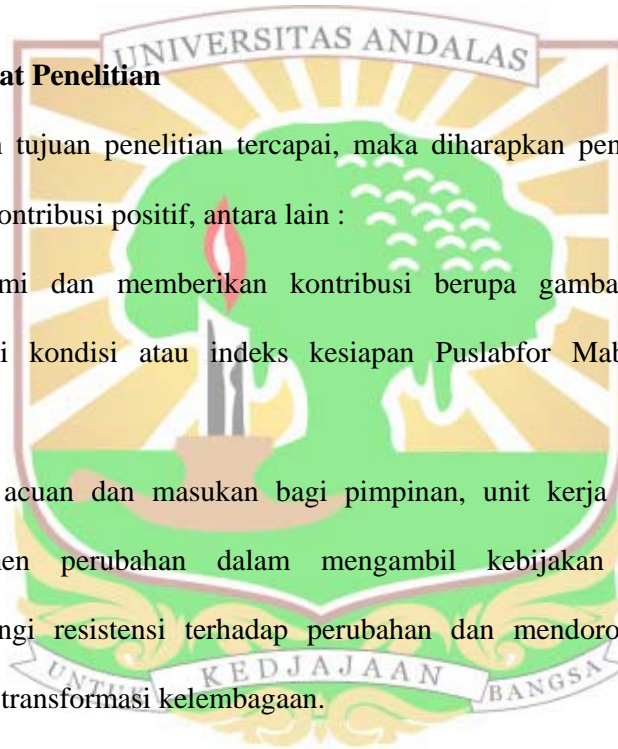 UNIVERSITAS ANDALAS
at Penelitian
tujuan penelitian tercapai, maka diharapkan pen
ontribusi positif, antara lain :
mi dan memberikan kontribusi berupa gamba
i kondisi atau indeks kesiapan Puslabfor Mab
acuan dan masukan bagi pimpinan, unit kerja
en perubahan dalam mengambil kebijakan
ngi resistensi terhadap perubahan dan mendoro
transformasi kelembagaan.
UNTUK KEDJAJAAN BANGSA